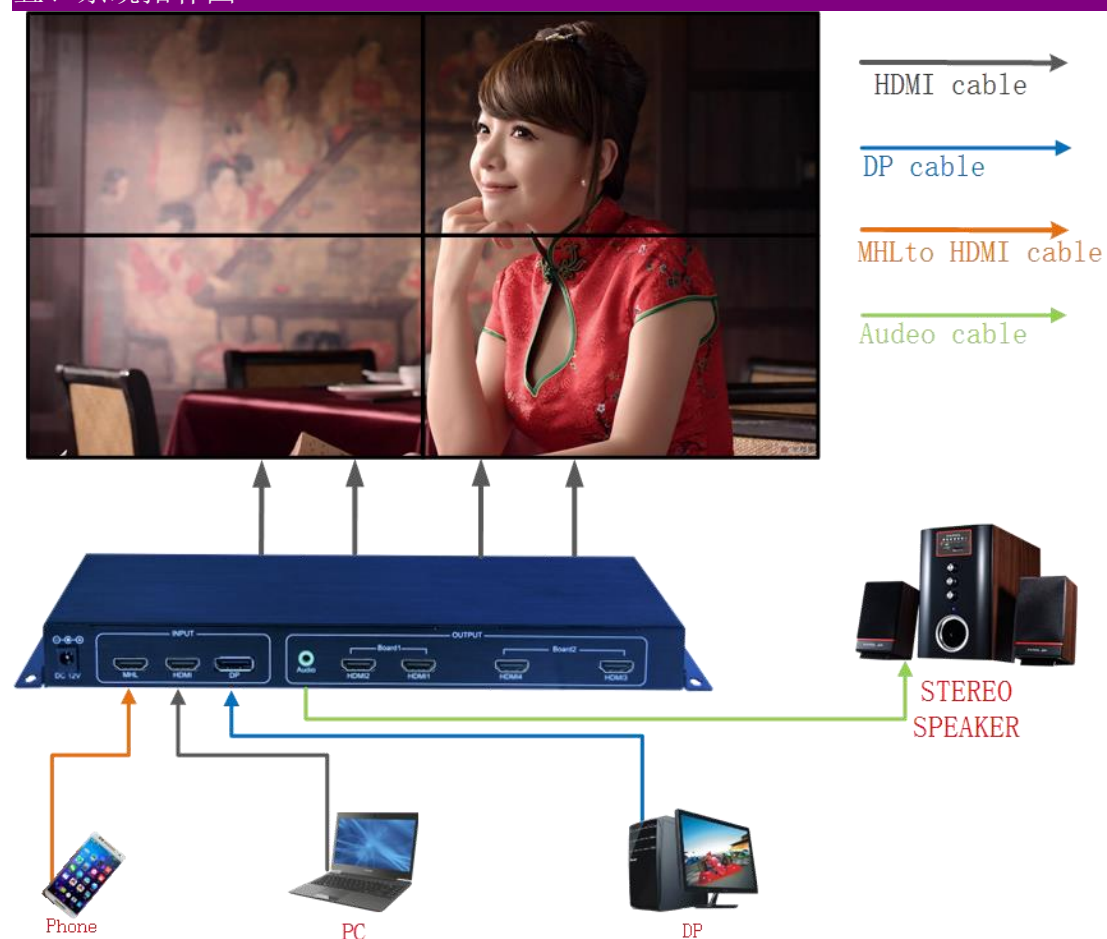 HDMI cable
DP cable
MHLto HDMI cable
Audeo cable
INPUT
OUTPUT
Board1
Board2
DC 12V
MHL
HDMI
DP
Audio
HDMI2
HDMI1
HDMI4
HDMI3
STEREO
SPEAKER
Phone
PC
DP